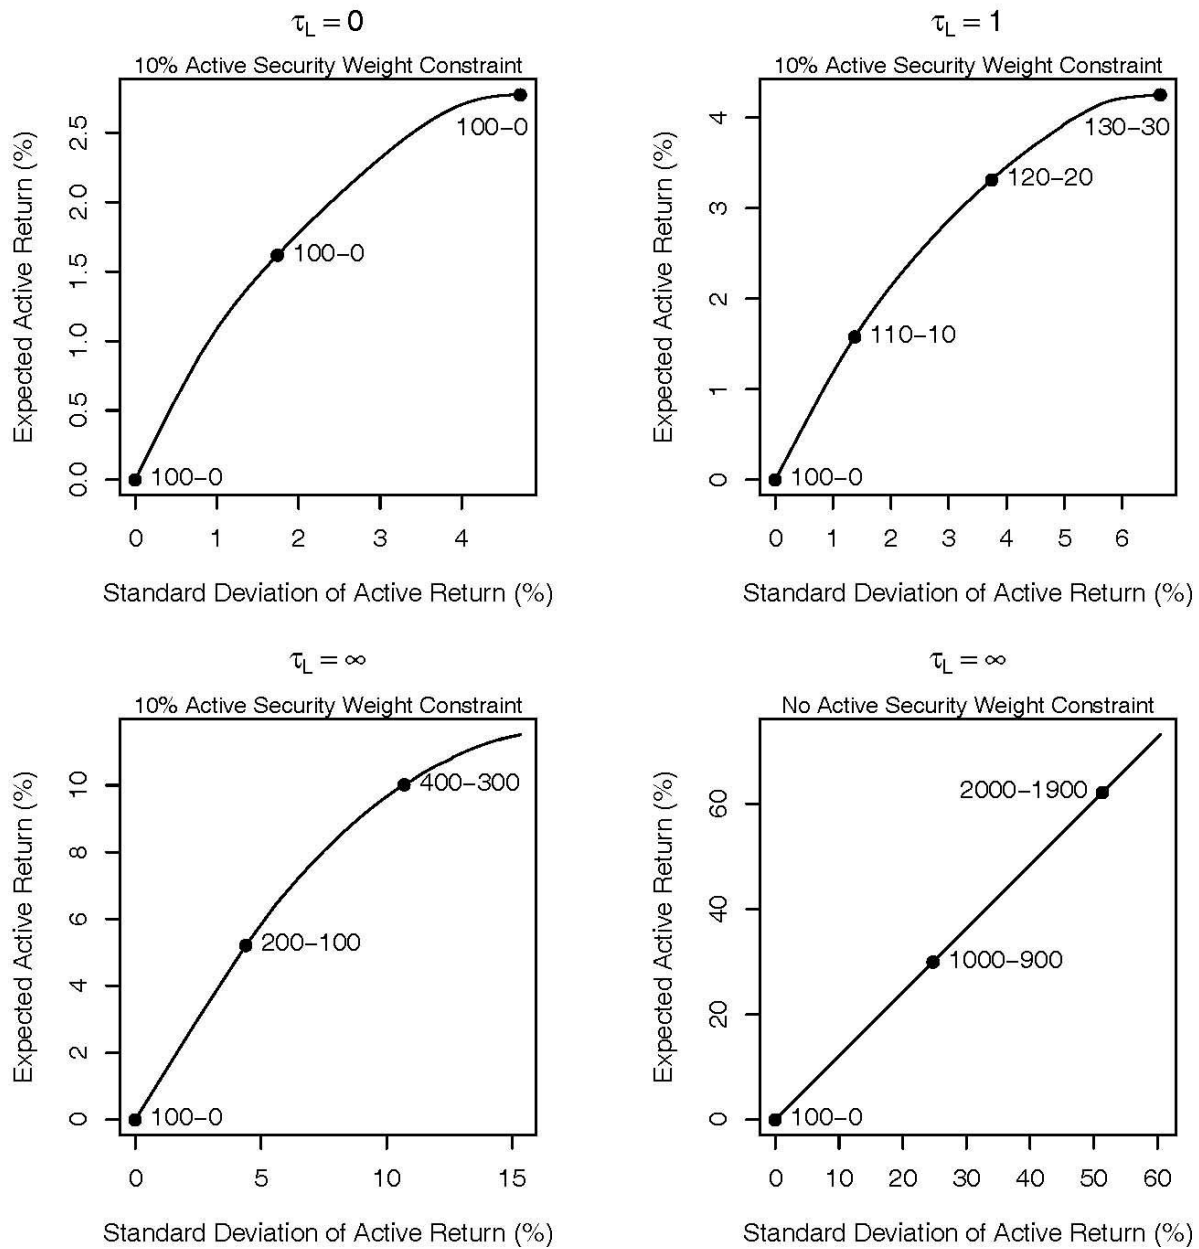 τL = 0
10% Active Security Weight Constraint
Expected Active Return (%)
2.5
2.0
1.5
1.0
0.5
0.0
100−0
100−0
100−0
0 1 2 3 4
Standard Deviation of Active Return (%)
τL = 1
10% Active Security Weight Constraint
Expected Active Return (%)
4
3
2
1
0
130−30
120−20
110−10
100−0
0 1 2 3 4 5 6
Standard Deviation of Active Return (%)
τL = ∞
10% Active Security Weight Constraint
Expected Active Return (%)
10
8
6
4
2
0
400−300
200−100
100−0
0 5 10 15
Standard Deviation of Active Return (%)
τL = ∞
No Active Security Weight Constraint
Expected Active Return (%)
60
40
20
0
2000−1900
1000−900
100−0
0 10 20 30 40 50 60
Standard Deviation of Active Return (%)